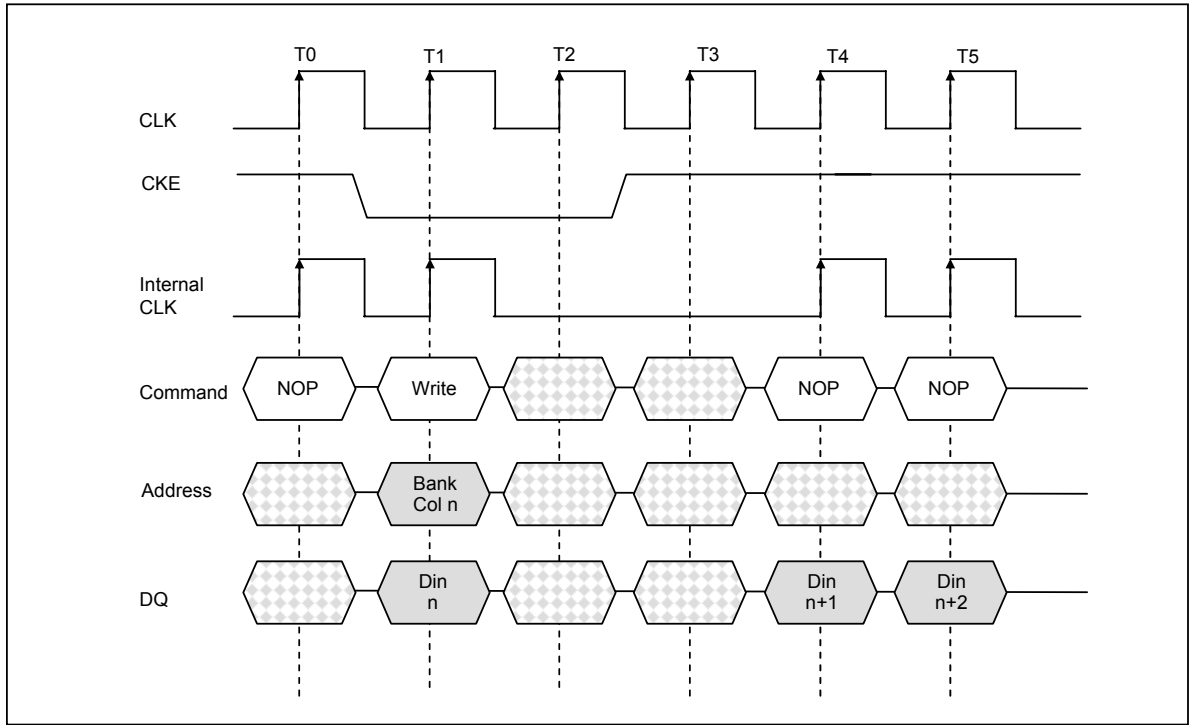 T0 T1 T2 T3 T4 T5
CLK
CKE
Internal
CLK
Command NOP Write NOP NOP
Address Bank
Col n
DQ Din
n Din
n+1 Din
n+2